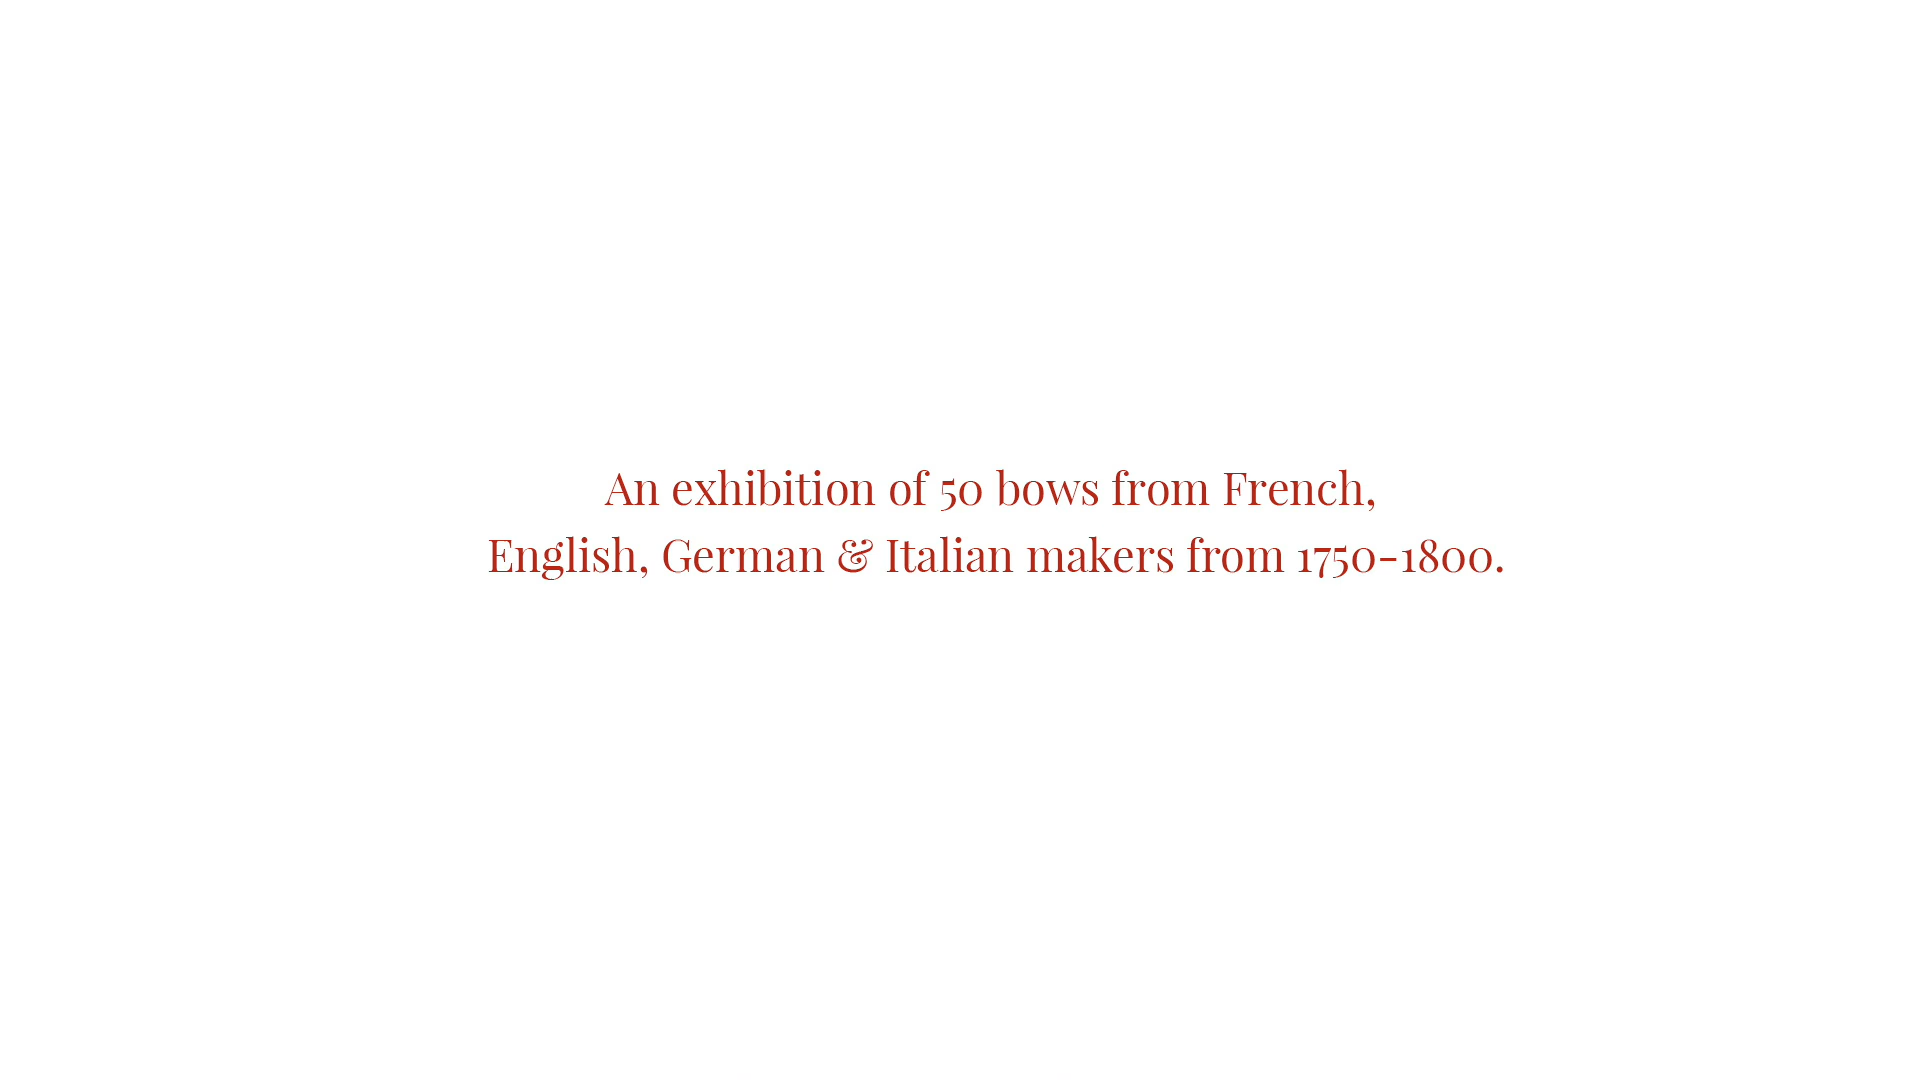 An exhibition of 50 bows from French,
English, German & Italian makers from 1750-1800.